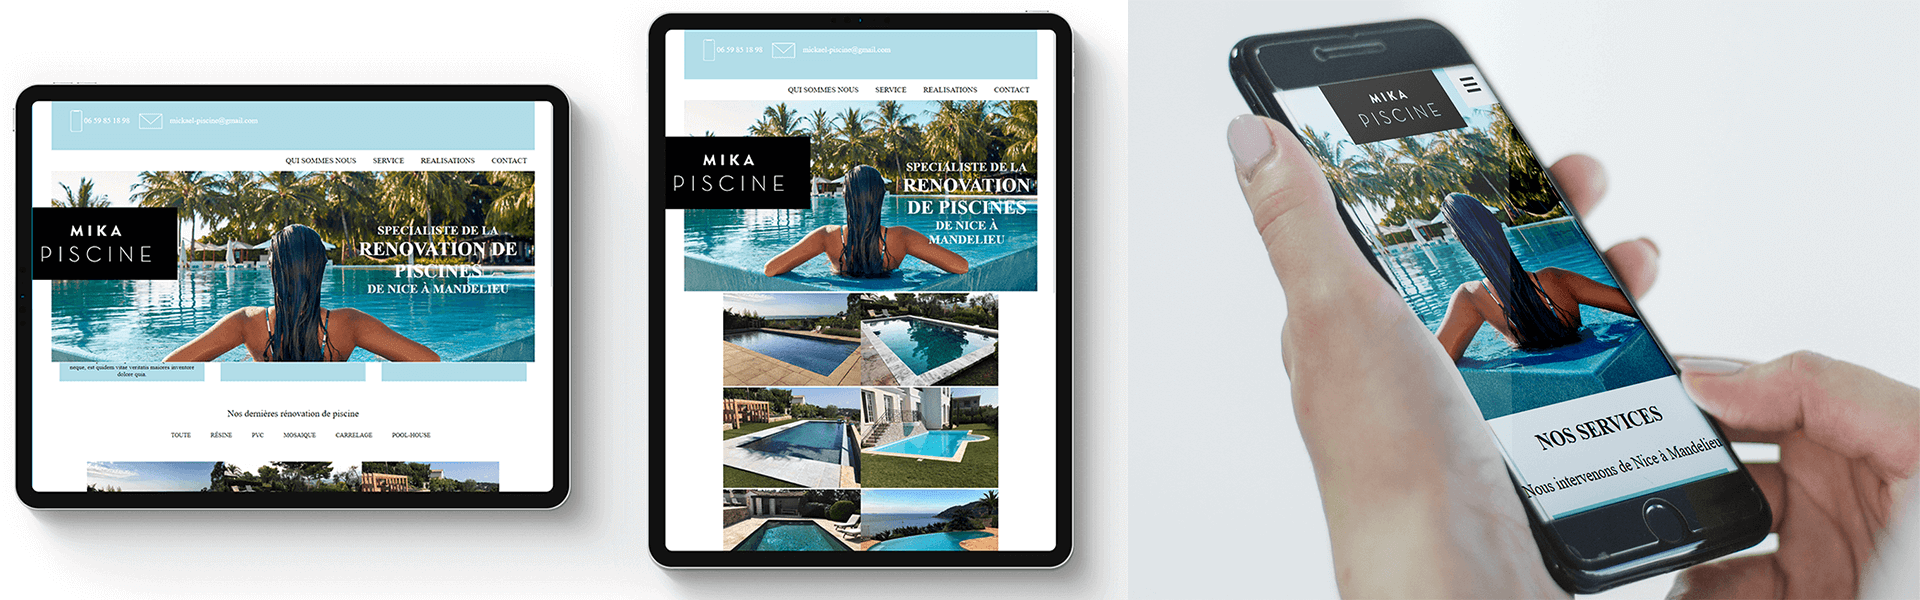 06 59 85 18 98
mickael-piscine@gmail.com
QUI SOMMES NOUS SERVICE REALISATIONS CONTACT
MIKA
PISCINE
SPECIALISTE DE LA
RENOVATION DE
PISCINES
DE NICE À MANDELIEU
neque, est quidem vitae veritatis maiores inventore
dolore quia.
Nos dernières rénovation de piscine
TOUTE RÉSINE PVC MOSAIQUE CARRELAGE POOL-HOUSE
06 59 85 18 98
mickael-piscine@gmail.com
QUI SOMMES NOUS SERVICE REALISATIONS CONTACT
MIKA
PISCINE
SPECIALISTE DE LA
RENOVATION
DE PISCINES
DE NICE À
MANDELIEU
MIKA
PISCINE
NOS SERVICES
Nous intervenons de Nice à Mandelieu